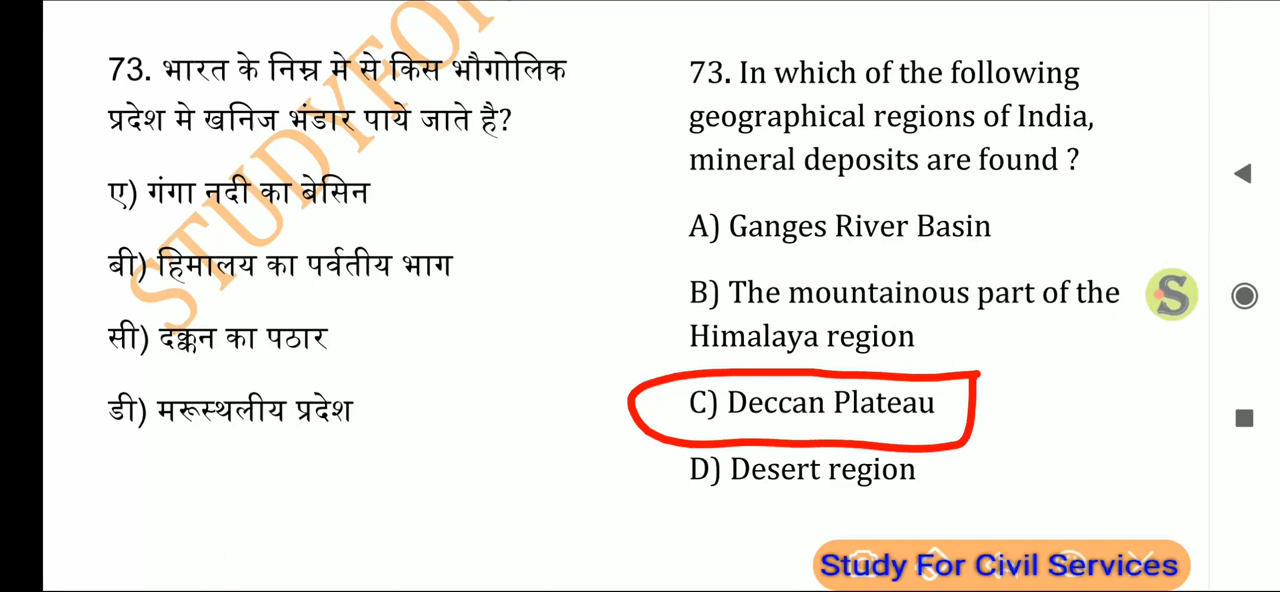 73. भारत के निम्न मे से किस भौगोलिक
प्रदेश मे खनिज भंडार पाये जाते है?
ए) गंगा नदी का बेसिन
बी) हिमालय का पर्वतीय भाग
सी) दक्कन का पठार
डी) मरूस्थलीय प्रदेश
73. In which of the following
geographical regions of India,
mineral deposits are found ?
A) Ganges River Basin
B) The mountainous part of the
Himalaya region
C) Deccan Plateau
D) Desert region
STUDYFO
S
Study For Civil Services